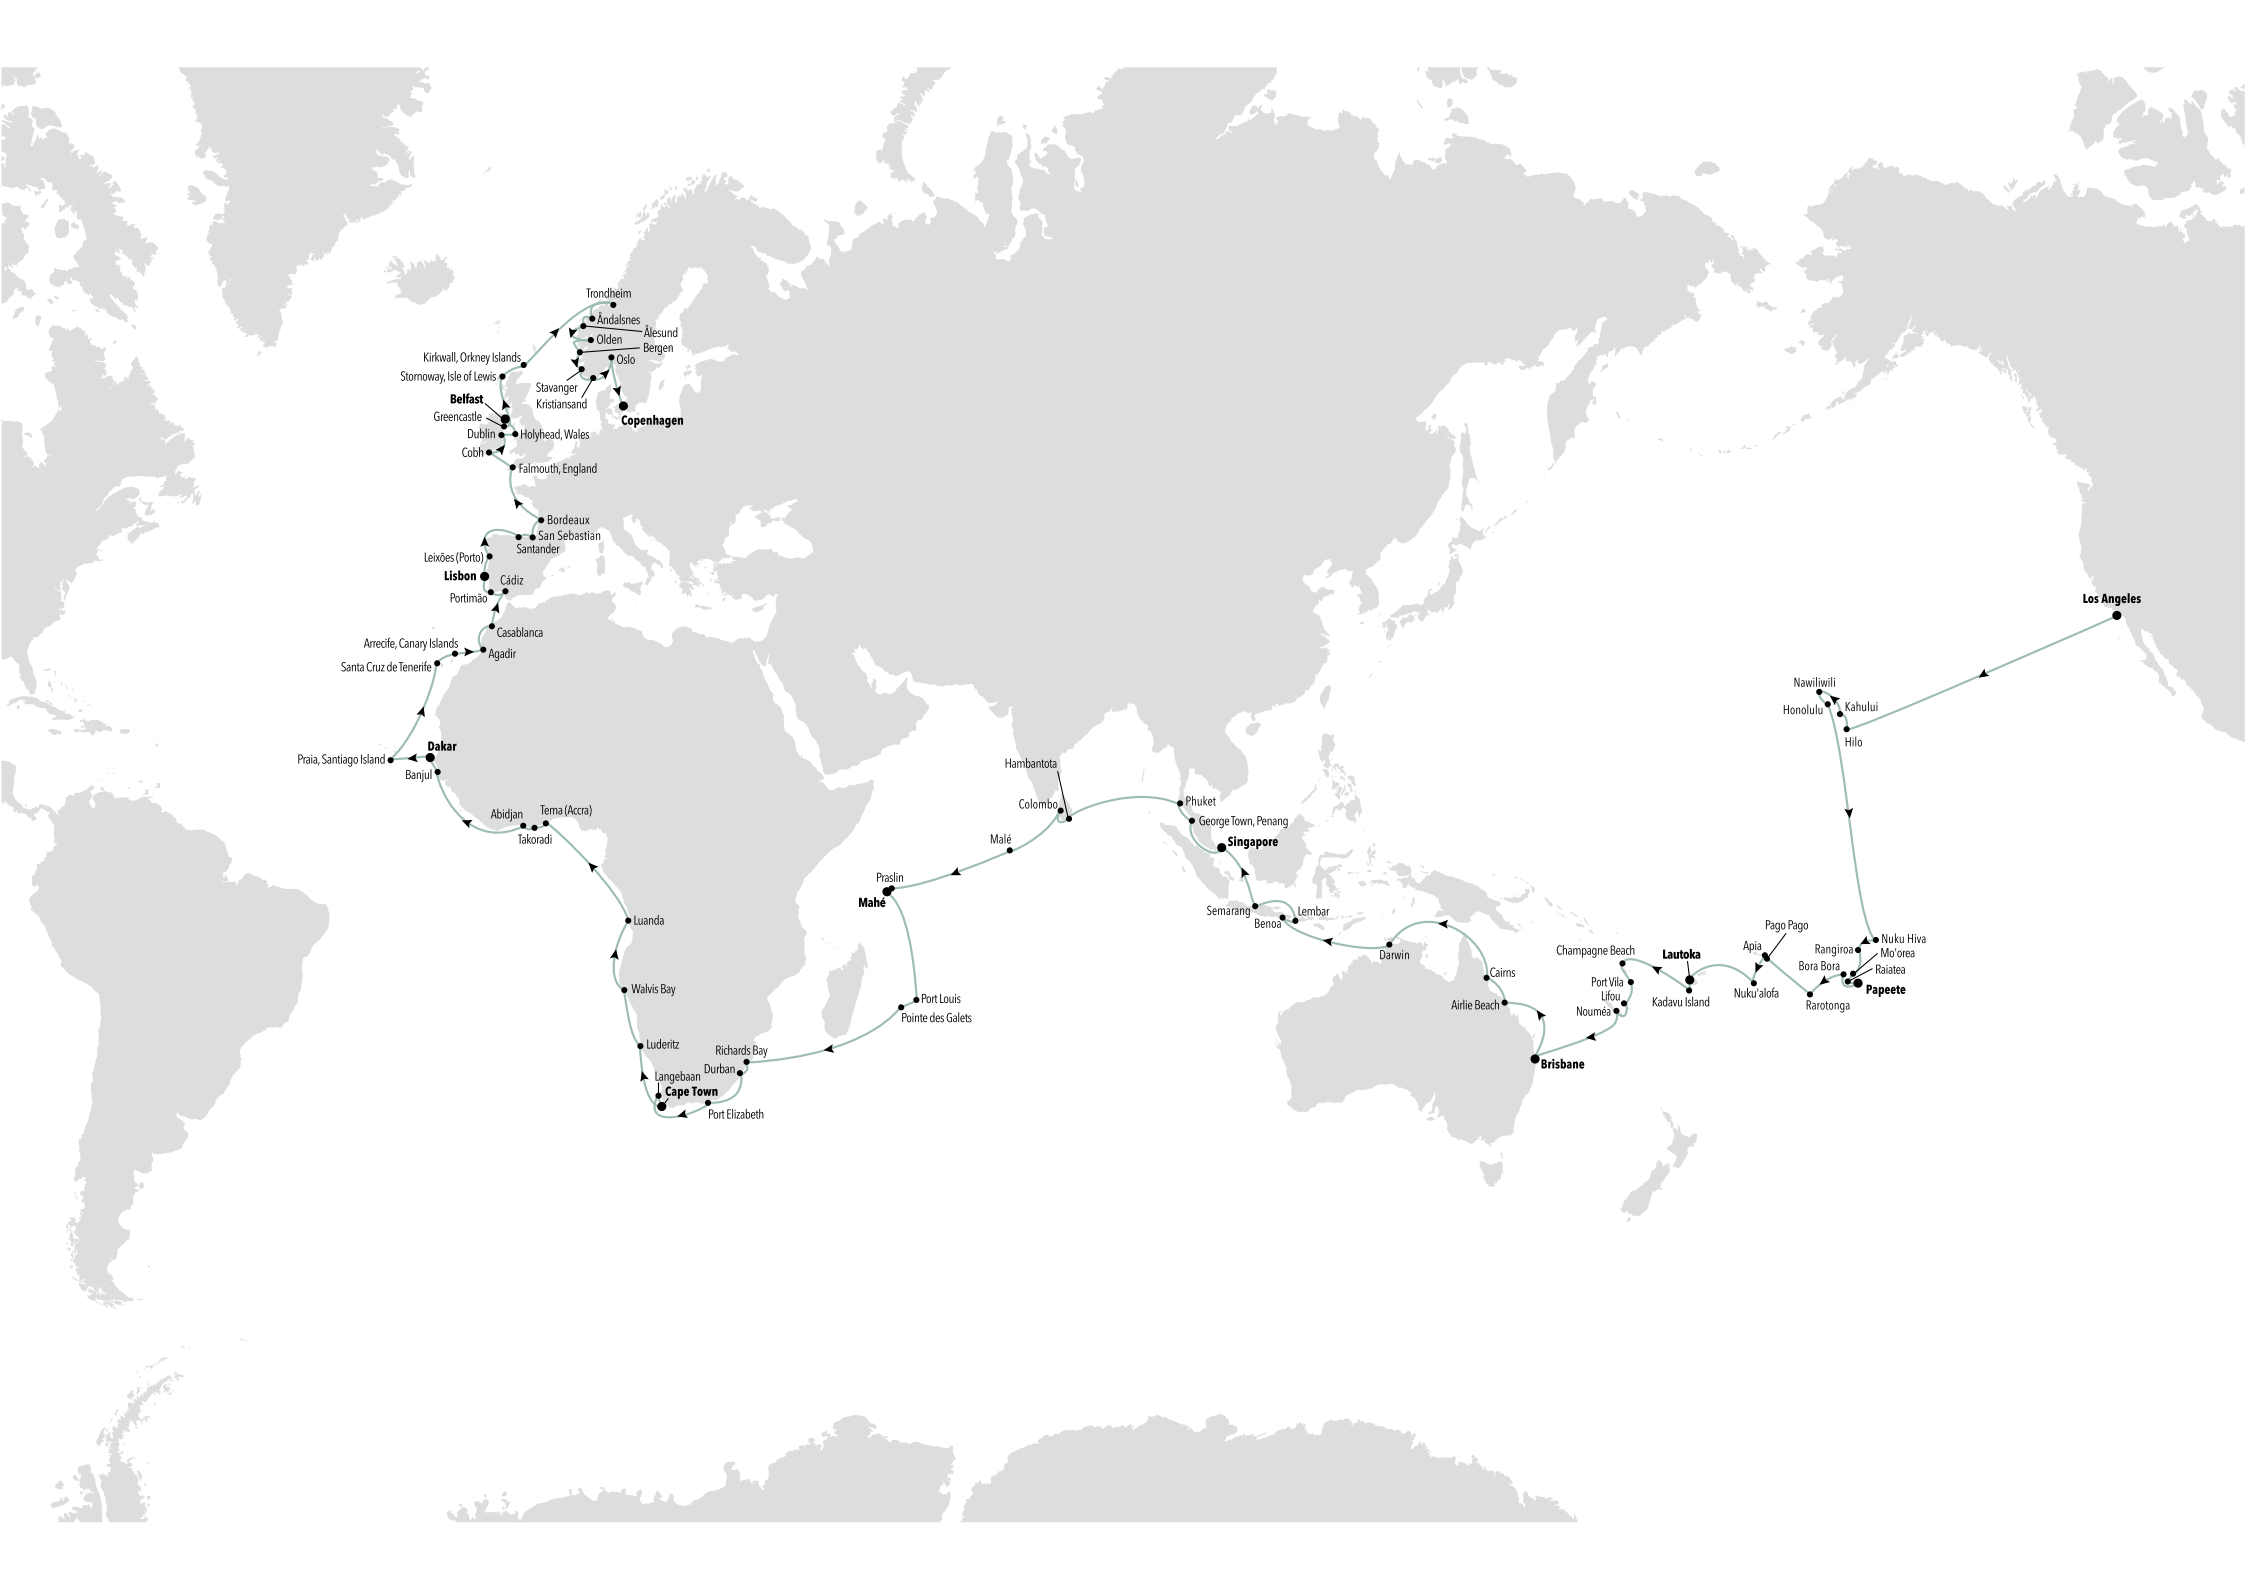 Trondheim
Åndalsnes
Ålesund
Olden
Bergen
Oslo
Kirkwall, Orkney Islands
Stornoway, Isle of Lewis
Stavanger
Kristiansand
Belfast
Greencastle
Copenhagen
Dublin
Holyhead, Wales
Cobh
Falmouth, England
Bordeaux
San Sebastian
Santander
Leixões (Porto)
Lisbon
Cádiz
Portimão
Casablanca
Arrecife, Canary Islands
Agadir
Santa Cruz de Tenerife
Los Angeles
Nawiliwili
Kahului
Honolulu
Hilo
Dakar
Praia, Santiago Island
Banjul
Hambantota
Colombo
Phuket
Abidjan
Tema (Accra)
Takoradi
George Town, Penang
Malé
Singapore
Praslin
Mahé
Semarang
Lembar
Benoa
Luanda
Pago Pago
Nuku Hiva
Apia
Rangiroa
Mo'orea
Champagne Beach
Lautoka
Darwin
Bora Bora
Raiatea
Cairns
Port Vila
Papeete
Walvis Bay
Lifou
Nuku'alofa
Port Louis
Kadavu Island
Rarotonga
Airlie Beach
Nouméa
Pointe des Galets
Luderitz
Richards Bay
Brisbane
Durban
Langebaan
Cape Town
Port Elizabeth